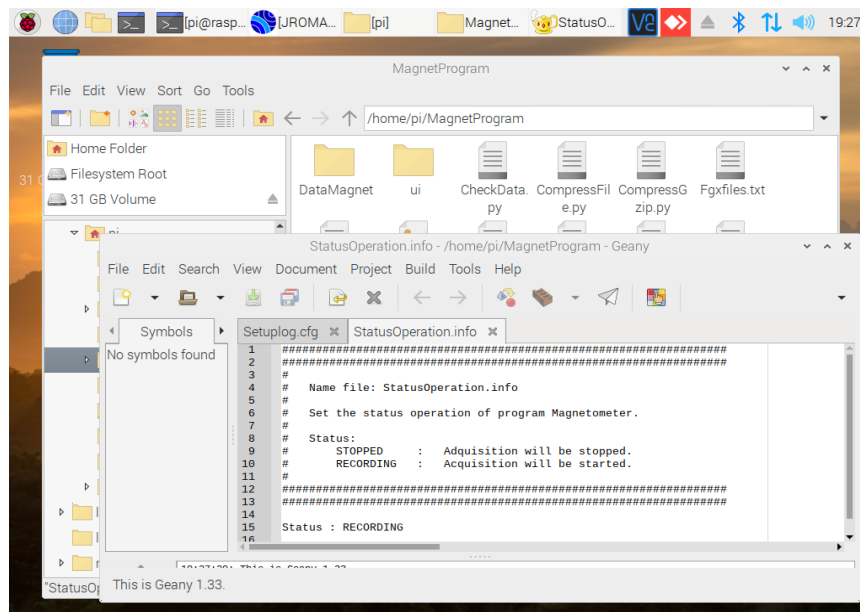 [pi@rasp...
[JROMA...
[pi]
Magnet...
StatusO...
19:27
MagnetProgram
File Edit View Sort Go Tools
/home/pi/MagnetProgram
Home Folder
Filesystem Root
31 GB Volume
DataMagnet
ui
CheckData.
py
CompressFil
e.py
CompressG
zip.py
Fgxfiles.txt
StatusOperation.info - /home/pi/MagnetProgram - Geany
File Edit Search View Document Project Build Tools Help
Symbols
Setuplog.cfg
StatusOperation.info
No symbols found
1 ##################################################################
2 ##################################################################
3 #
4 # Name file: StatusOperation.info
5 #
6 # Set the status operation of program Magnetometer.
7 #
8 # Status:
9 # STOPPED : Adquisition will be stopped.
10 # RECORDING : Acquisition will be started.
11 #
12 ##################################################################
13 ##################################################################
14
15 Status : RECORDING
16
This is Geany 1.33.
"StatusOp